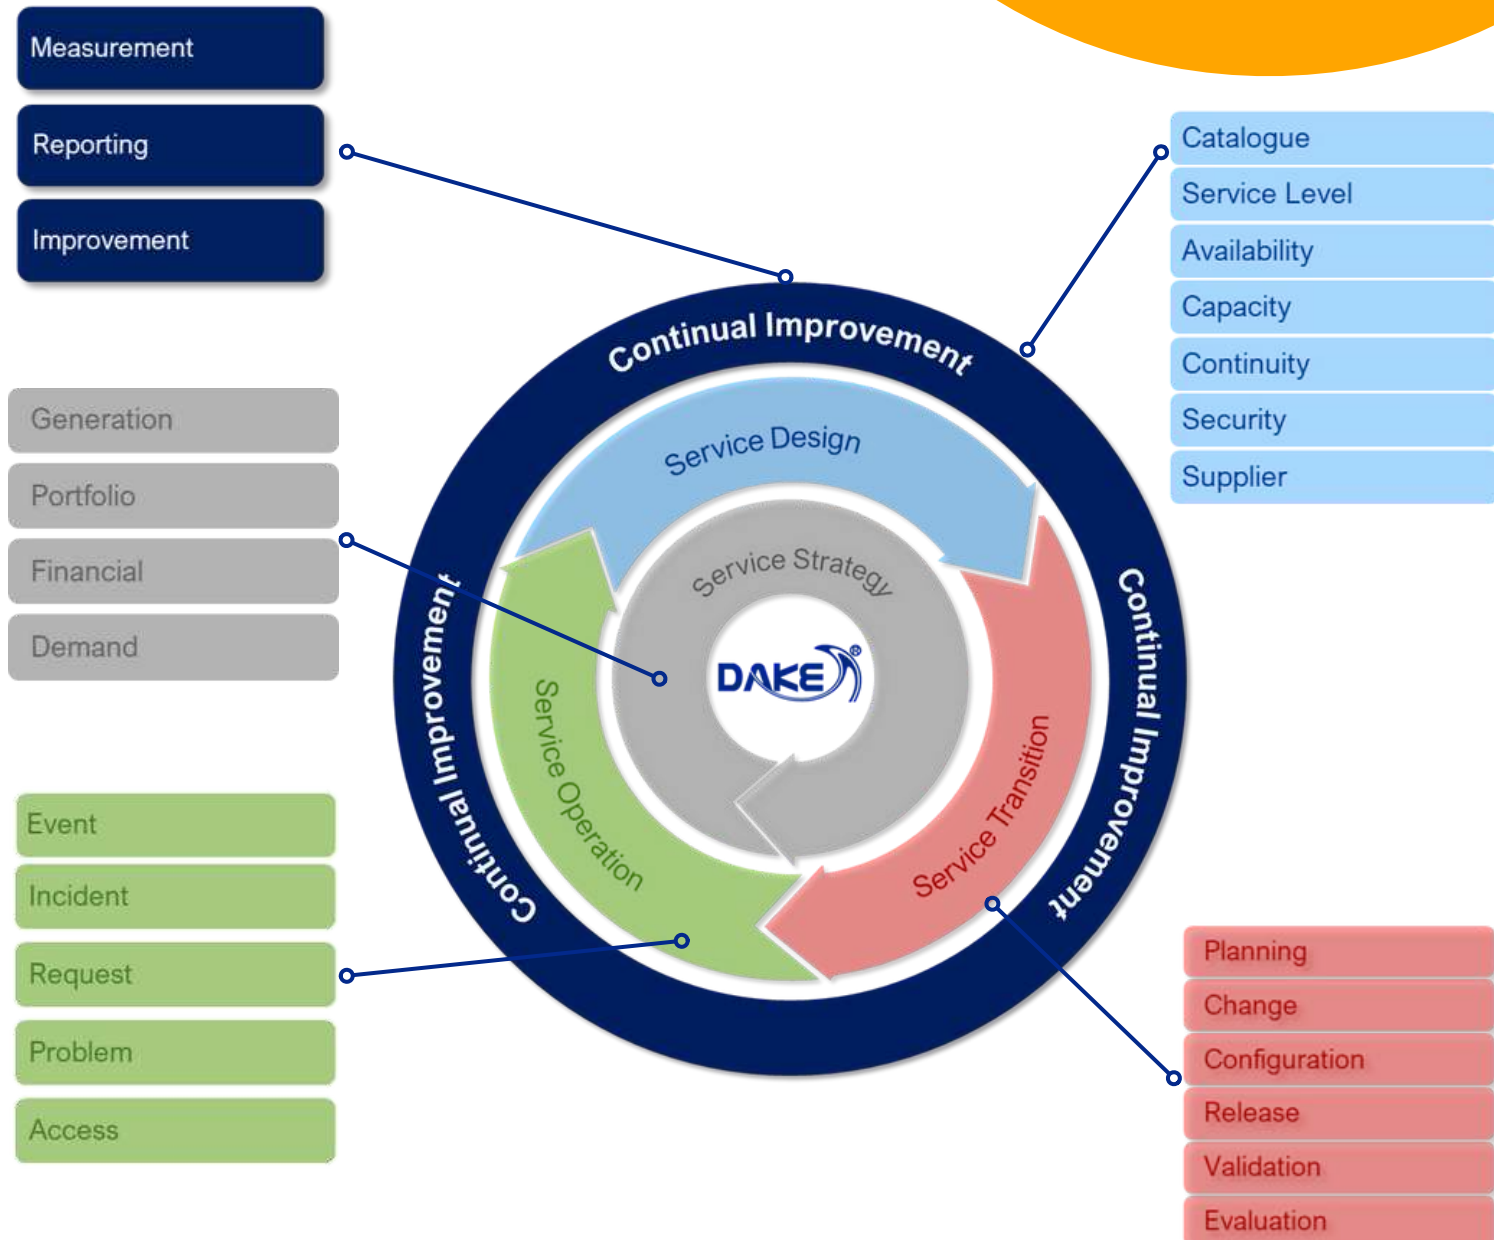 Measurement
Reporting
Improvement
Catalogue
Service Level
Availability
Capacity
Continuity
Security
Supplier
Generation
Portfolio
Financial
Demand
Continual Improvement
Service Design
Service Strategy
DAKE®
Continual Improvement
Continual Improvement
Service Operation
Service Transition
Event
Incident
Request
Problem
Access
Planning
Change
Configuration
Release
Validation
Evaluation